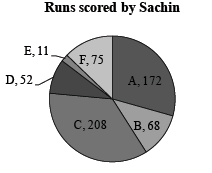 Runs scored by Sachin
E, 11
F, 75
D, 52
A, 172
C, 208
B, 68